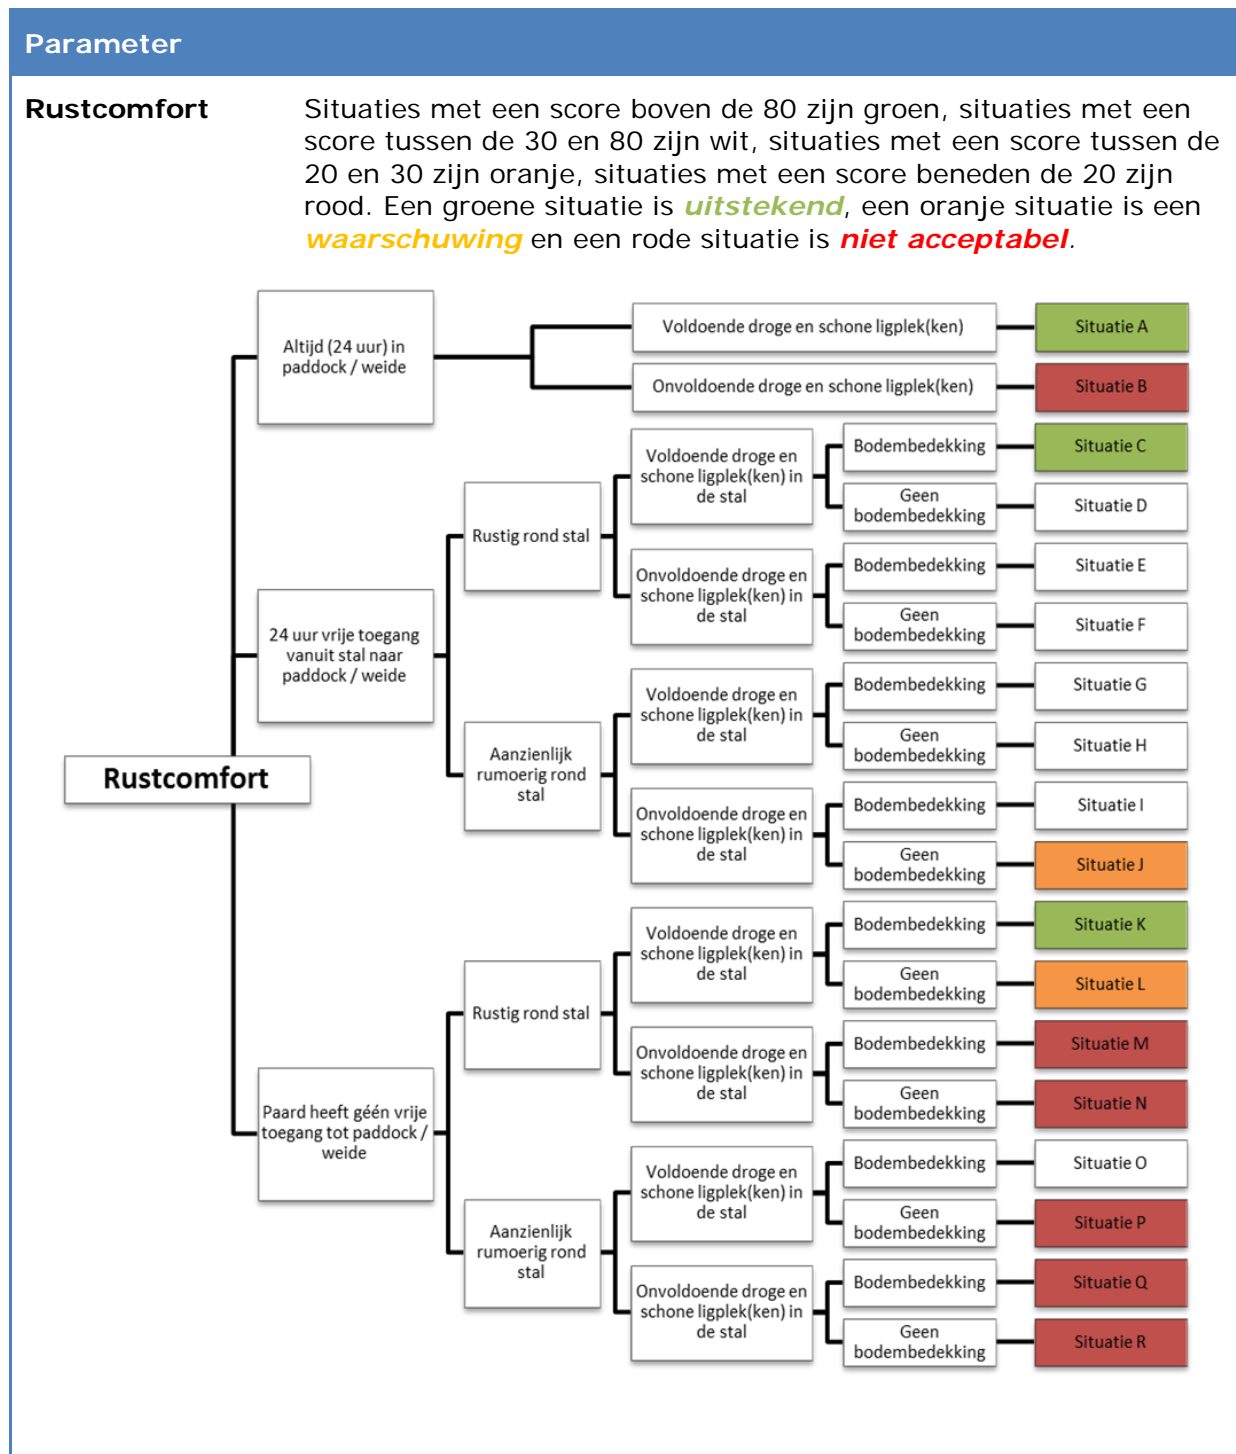 Parameter
Rustcomfort
Situaties met een score boven de 80 zijn groen, situaties met een
score tussen de 30 en 80 zijn wit, situaties met een score tussen de
20 en 30 zijn oranje, situaties met een score beneden de 20 zijn
rood. Een groene situatie is uitstekend, een oranje situatie is een
waarschuwing en een rode situatie is niet acceptabel.
Rustcomfort
Altijd (24 uur) in
paddock / weide
Voldoende droge en schone ligplek(ken)
Situatie A
Onvoldoende droge en schone ligplek(ken)
Situatie B
24 uur vrije toegang
vanuit stal naar
paddock / weide
Rustig rond stal
Voldoende droge en
schone ligplek(ken) in
de stal
Bodembedekking
Situatie C
Geen
bodembedekking
Situatie D
Onvoldoende droge en
schone ligplek(ken) in
de stal
Bodembedekking
Situatie E
Geen
bodembedekking
Situatie F
Aanzienlijk
rumoerig rond
stal
Voldoende droge en
schone ligplek(ken) in
de stal
Bodembedekking
Situatie G
Geen
bodembedekking
Situatie H
Onvoldoende droge en
schone ligplek(ken) in
de stal
Bodembedekking
Situatie I
Geen
bodembedekking
Situatie J
Paard heeft géén vrije
toegang tot paddock /
weide
Rustig rond stal
Voldoende droge en
schone ligplek(ken) in
de stal
Bodembedekking
Situatie K
Geen
bodembedekking
Situatie L
Onvoldoende droge en
schone ligplek(ken) in
de stal
Bodembedekking
Situatie M
Geen
bodembedekking
Situatie N
Aanzienlijk
rumoerig rond
stal
Voldoende droge en
schone ligplek(ken) in
de stal
Bodembedekking
Situatie O
Geen
bodembedekking
Situatie P
Onvoldoende droge en
schone ligplek(ken) in
de stal
Bodembedekking
Situatie Q
Geen
bodembedekking
Situatie R